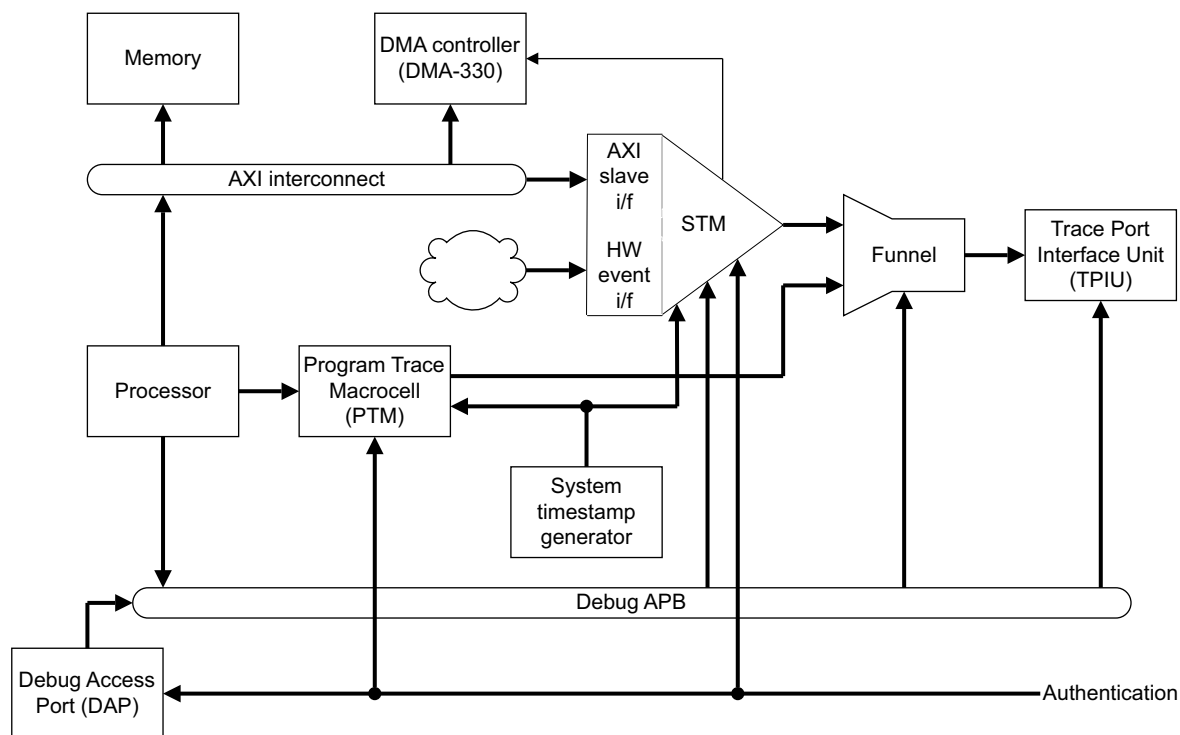 Memory
DMA controller
(DMA-330)
AXI interconnect
AXI
slave
i/f
HW
event
i/f
STM
Funnel
Trace Port
Interface Unit
(TPIU)
Processor
Program Trace
Macrocell
(PTM)
System
timestamp
generator
Debug APB
Debug Access
Port (DAP)
Authentication